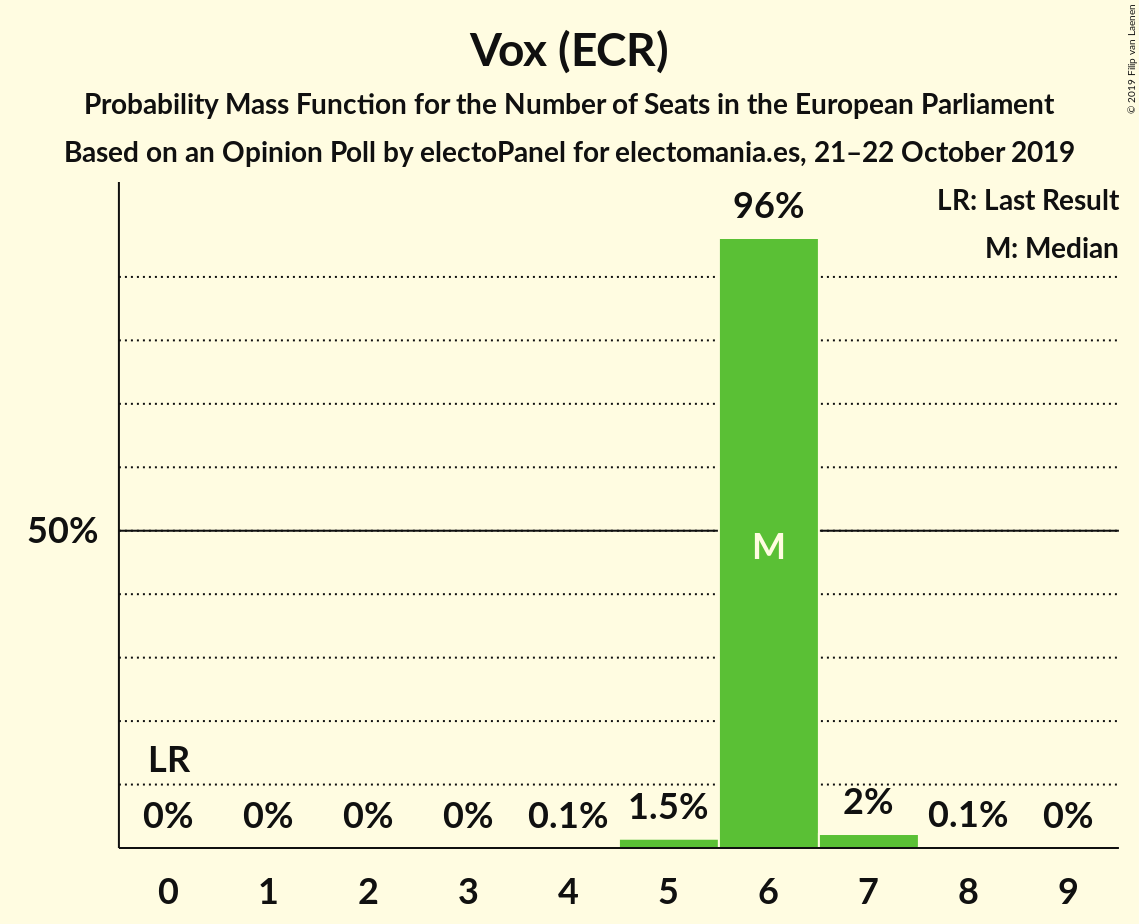 Vox (ECR)
Probability Mass Function for the Number of Seats in the European Parliament
Based on an Opinion Poll by electoPanel for electomania.es, 21–22 October 2019
© 2019 Filip van Laenen
LR: Last Result
M: Median
96%
50%
M
LR
0% 0% 0% 0% 0.1% 1.5% 2% 0.1% 0%
0 1 2 3 4 5 6 7 8 9